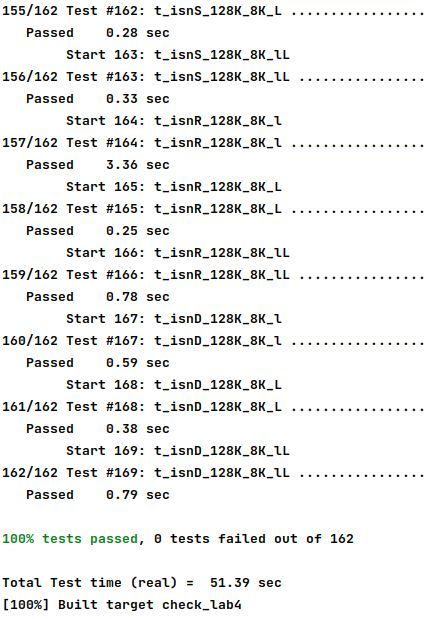 155/162 Test #162: t_isnS_128K_8K_L .................
Passed    0.28 sec
Start 163: t_isnS_128K_8K_lL
156/162 Test #163: t_isnS_128K_8K_lL ................
Passed    0.33 sec
Start 164: t_isnR_128K_8K_l
157/162 Test #164: t_isnR_128K_8K_l .................
Passed    3.36 sec
Start 165: t_isnR_128K_8K_L
158/162 Test #165: t_isnR_128K_8K_L .................
Passed    0.25 sec
Start 166: t_isnR_128K_8K_lL
159/162 Test #166: t_isnR_128K_8K_lL ................
Passed    0.78 sec
Start 167: t_isnD_128K_8K_l
160/162 Test #167: t_isnD_128K_8K_l .................
Passed    0.59 sec
Start 168: t_isnD_128K_8K_L
161/162 Test #168: t_isnD_128K_8K_L .................
Passed    0.38 sec
Start 169: t_isnD_128K_8K_lL
162/162 Test #169: t_isnD_128K_8K_lL ................
Passed    0.79 sec
100% tests passed, 0 tests failed out of 162
Total Test time (real) =  51.39 sec
[100%] Built target check_lab4